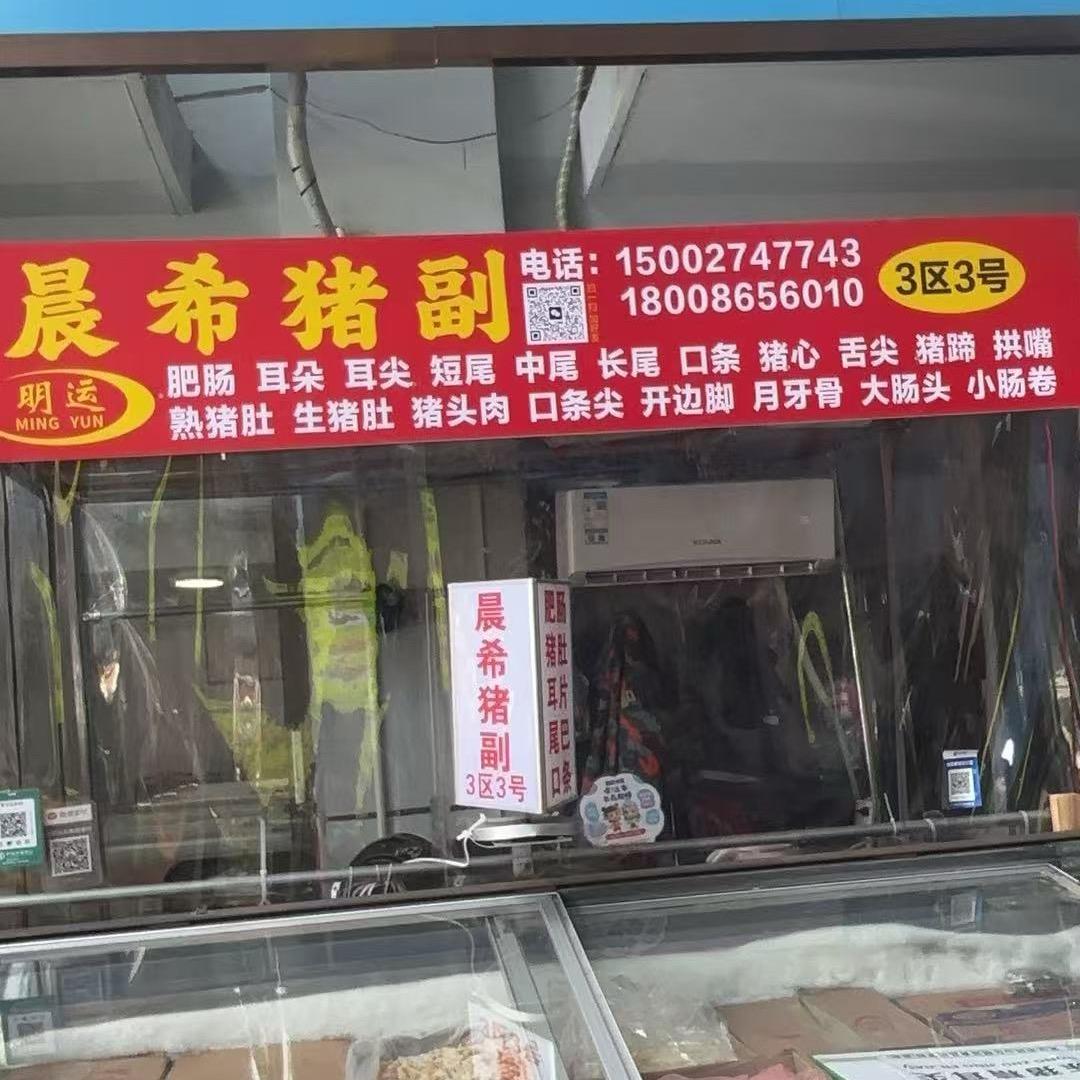 晨希猪副
电话：15002747743
18008656010
3区3号
明运
MING YUN
肥肠 耳朵 耳尖 短尾 中尾 长尾 口条 猪心 舌尖 猪蹄 拱嘴
熟猪肚 生猪肚 猪头肉 口条尖 开边脚 月牙骨 大肠头 小肠卷
晨希猪副
3区3号
肥肠
猪肚
耳片
尾巴
口条